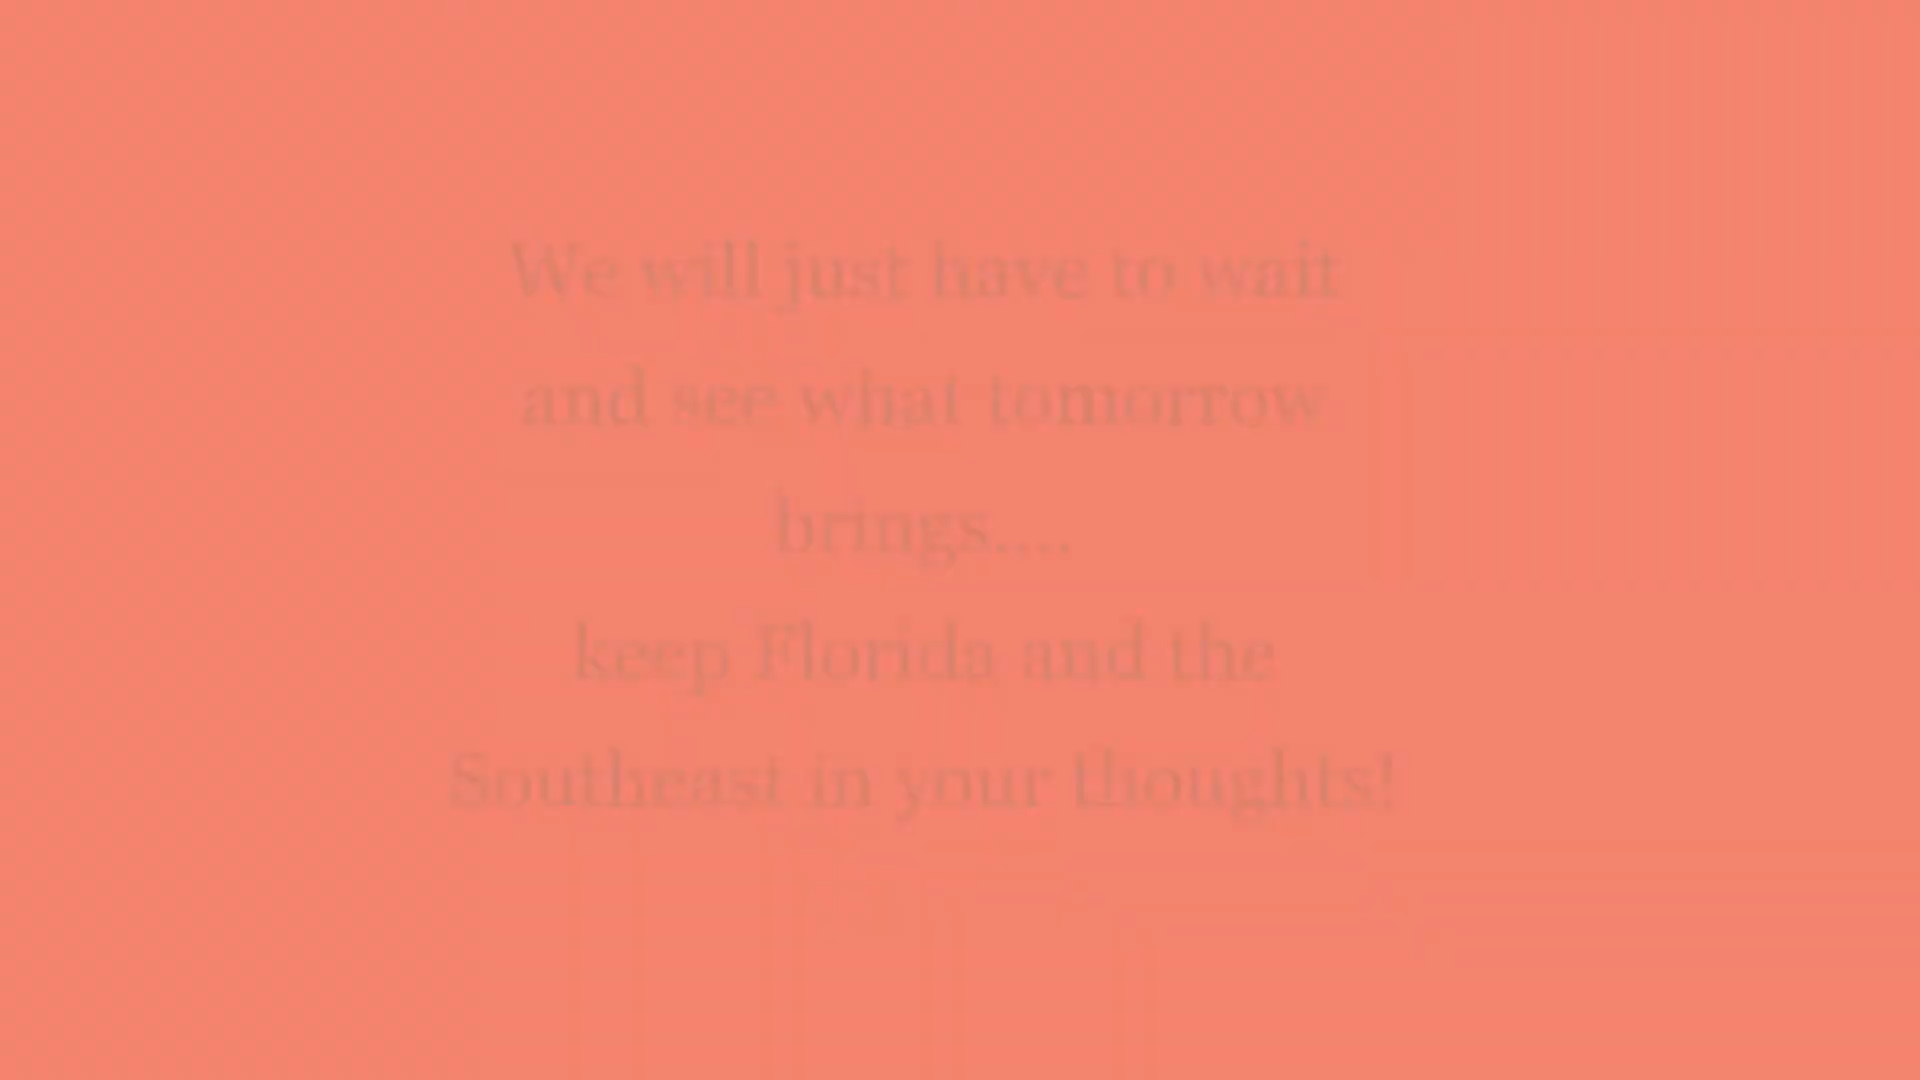 We will just have to wait
and see what tomorrow
brings....
keep Florida and the
Southeast in your thoughts!